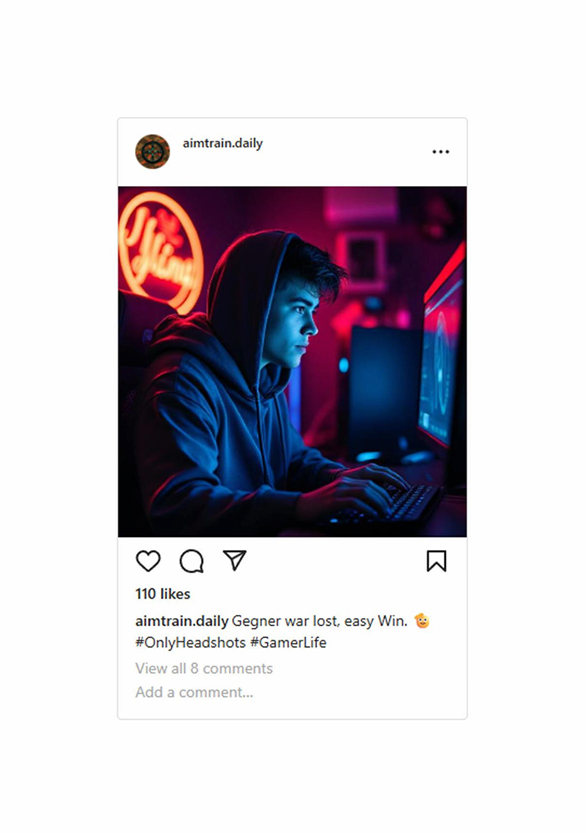 aimtrain.daily
110 likes
aimtrain.daily Gegner war lost, easy Win. 🫡
#OnlyHeadshots #GamerLife
View all 8 comments
Add a comment...